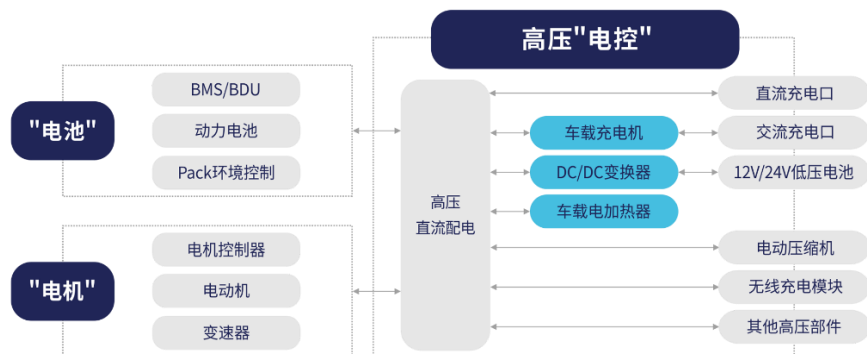 高压"电控"
"电池"
BMS/BDU
动力电池
Pack环境控制
"电机"
电机控制器
电动机
变速器
高压
直流配电
车载充电机
DC/DC变换器
车载电加热器
直流充电口
交流充电口
12V/24V低压电池
电动压缩机
无线充电模块
其他高压部件